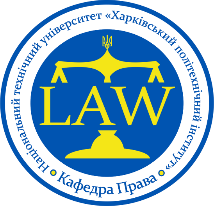 Національний технічний університет «Харківський політехнічний інститут»
LAW
Кафедра Права